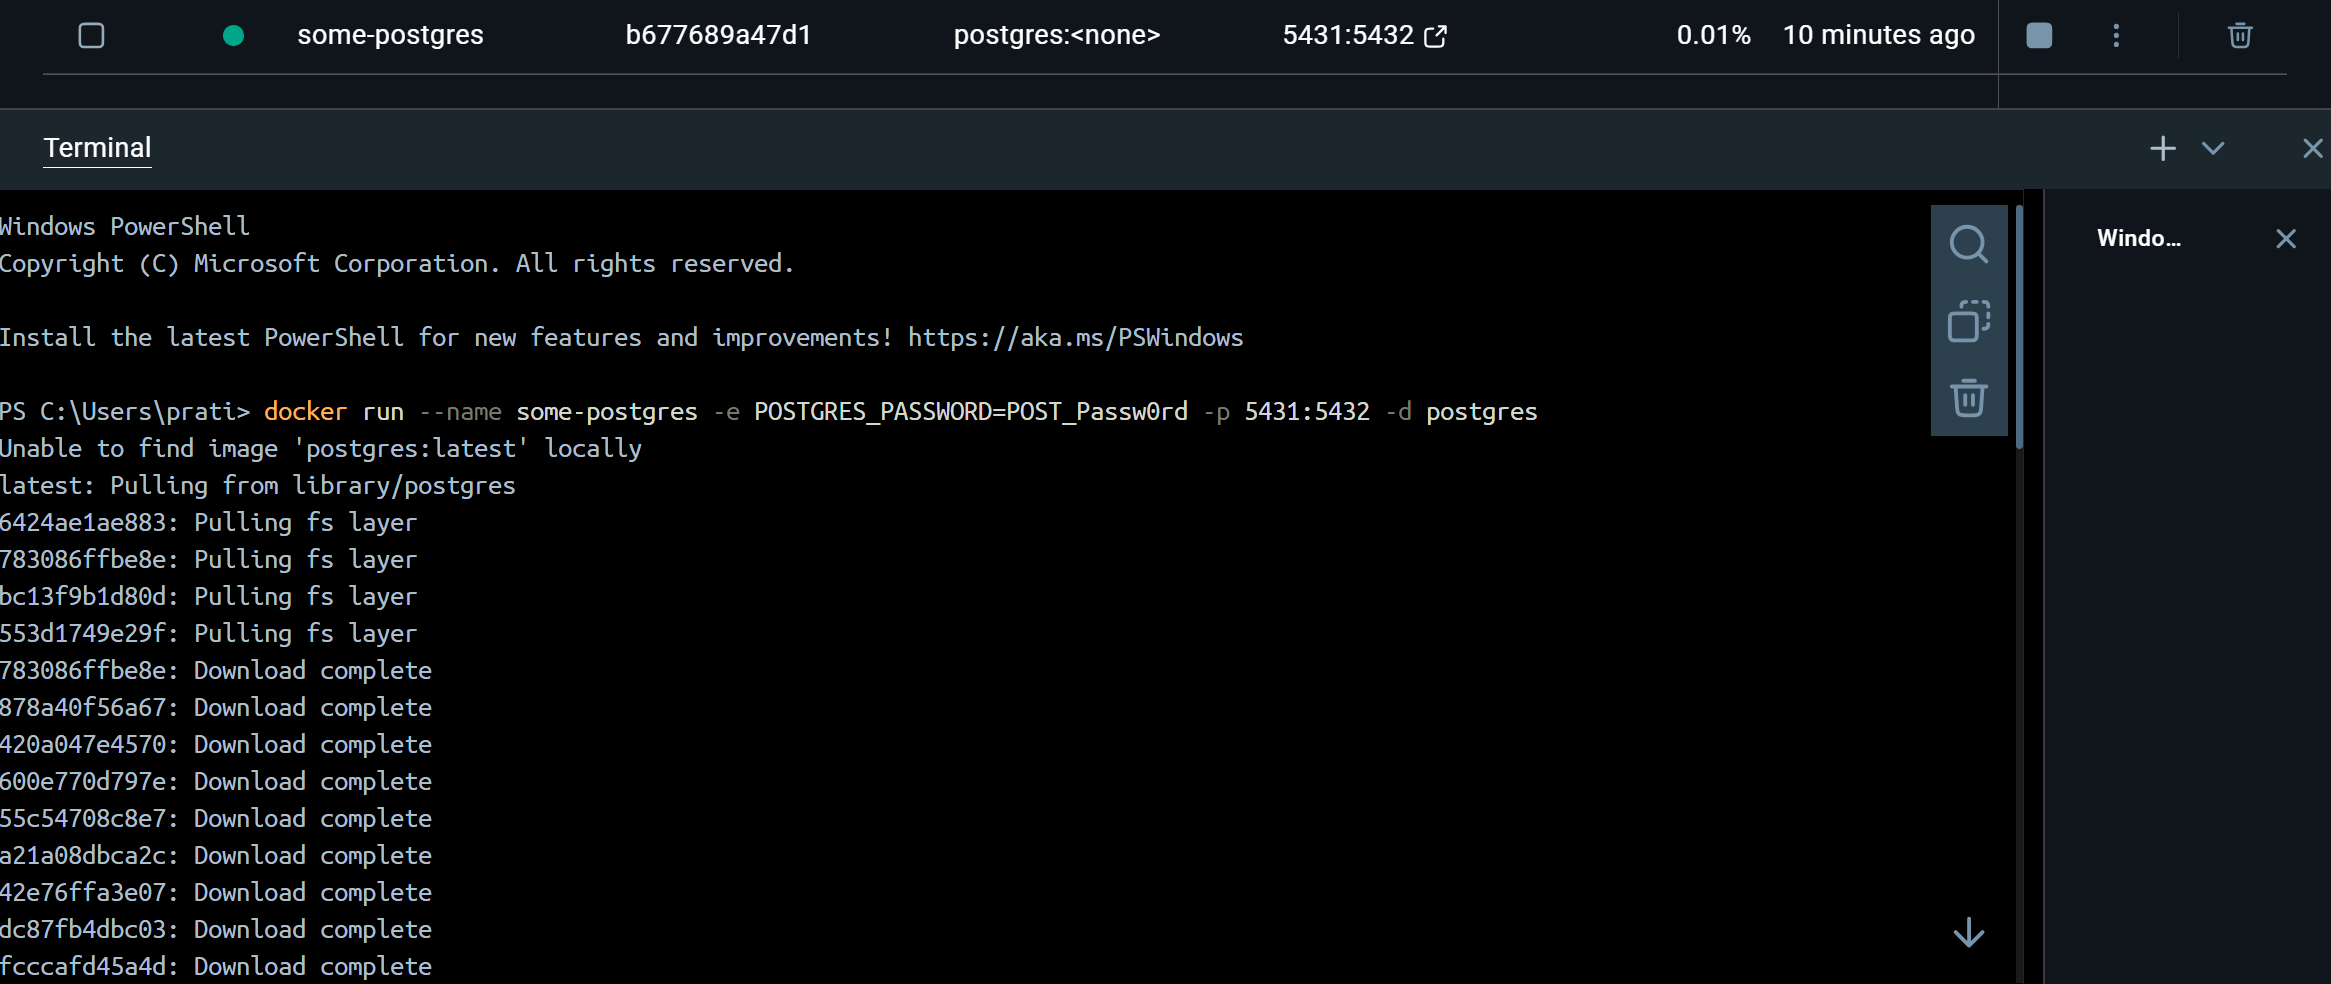 some-postgres b677689a47d1 postgres:<none> 5431:5432 0.01% 10 minutes ago
Terminal
Windows PowerShell
Copyright (C) Microsoft Corporation. All rights reserved.
Install the latest PowerShell for new features and improvements! https://aka.ms/PSWindows
PS C:\Users\prati> docker run --name some-postgres -e POSTGRES_PASSWORD=POST_Passw0rd -p 5431:5432 -d postgres
Unable to find image 'postgres:latest' locally
latest: Pulling from library/postgres
6424ae1ae883: Pulling fs layer
783086ffbe8e: Pulling fs layer
bc13f9b1d80d: Pulling fs layer
553d1749e29f: Pulling fs layer
783086ffbe8e: Download complete
878a40f56a67: Download complete
420a047e4570: Download complete
600e770d797e: Download complete
55c54708c8e7: Download complete
a21a08dbca2c: Download complete
42e76ffa3e07: Download complete
dc87fb4dbc03: Download complete
fcccafd45a4d: Download complete
Windo...